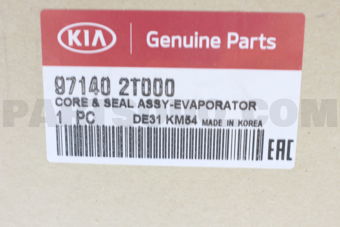 KIA Genuine Parts
97140 2T000
CORE & SEAL ASSY-EVAPORATOR
1 PC DE31 KM54 MADE IN KOREA
EAC